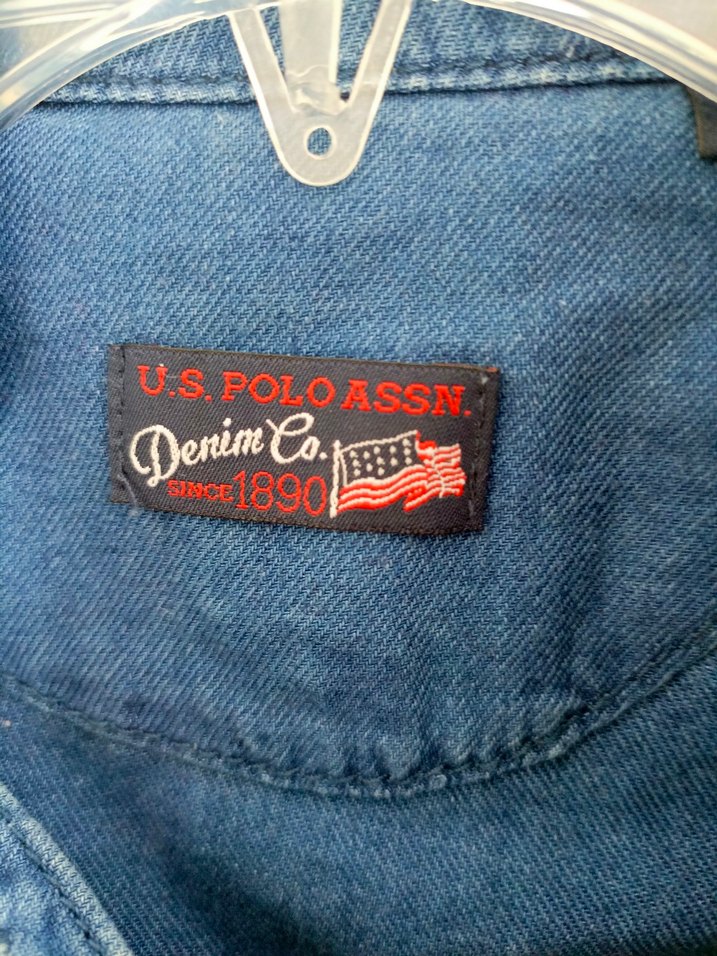 U.S. POLO ASSN.
Denim Co.
SINCE 1890